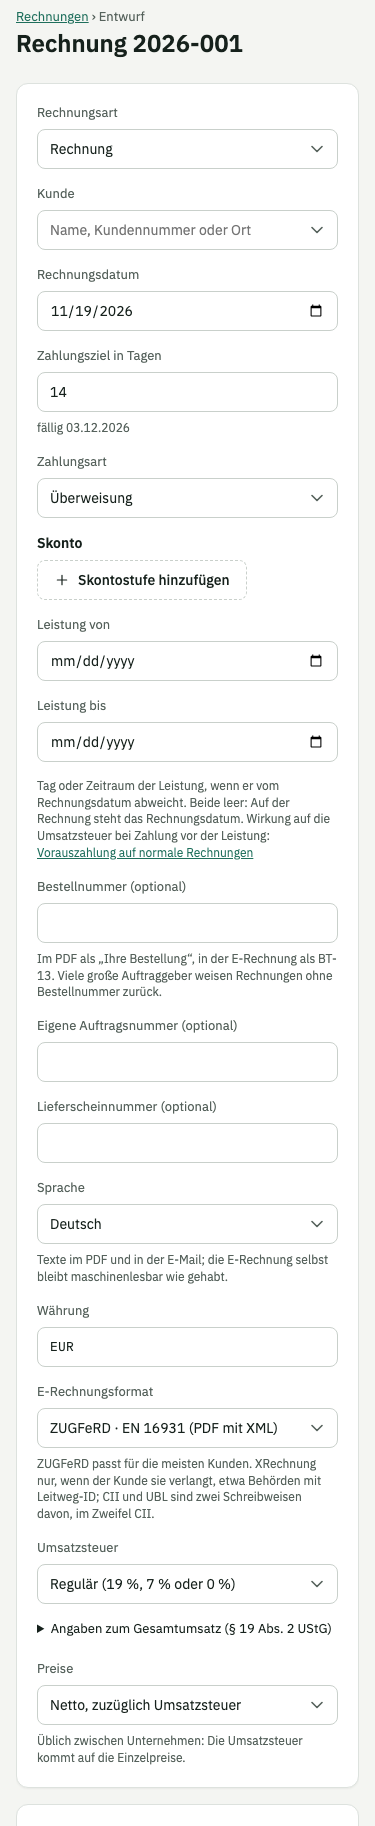 Rechnungen › Entwurf
Rechnung 2026-001
Rechnungsart
Rechnung
Kunde
Name, Kundennummer oder Ort
Rechnungsdatum
11/19/2026
Zahlungsziel in Tagen
14
fällig 03.12.2026
Zahlungsart
Überweisung
Skonto
+ Skontostufe hinzufügen
Leistung von
mm/dd/yyyy
Leistung bis
mm/dd/yyyy
Tag oder Zeitraum der Leistung, wenn er vom
Rechnungsdatum abweicht. Beide leer: Auf der
Rechnung steht das Rechnungsdatum. Wirkung auf die
Umsatzsteuer bei Zahlung vor der Leistung:
Vorauszahlung auf normale Rechnungen
Bestellnummer (optional)
Im PDF als „Ihre Bestellung“, in der E-Rechnung als BT-
13. Viele große Auftraggeber weisen Rechnungen ohne
Bestellnummer zurück.
Eigene Auftragsnummer (optional)
Lieferscheinnummer (optional)
Sprache
Deutsch
Texte im PDF und in der E-Mail; die E-Rechnung selbst
bleibt maschinenlesbar wie gehabt.
Währung
EUR
E-Rechnungsformat
ZUGFeRD · EN 16931 (PDF mit XML)
ZUGFeRD passt für die meisten Kunden. XRechnung
nur, wenn der Kunde sie verlangt, etwa Behörden mit
Leitweg-ID; CII und UBL sind zwei Schreibweisen
davon, im Zweifel CII.
Umsatzsteuer
Regulär (19 %, 7 % oder 0 %)
Angaben zum Gesamtumsatz (§ 19 Abs. 2 UStG)
Preise
Netto, zuzüglich Umsatzsteuer
Üblich zwischen Unternehmen: Die Umsatzsteuer
kommt auf die Einzelpreise.